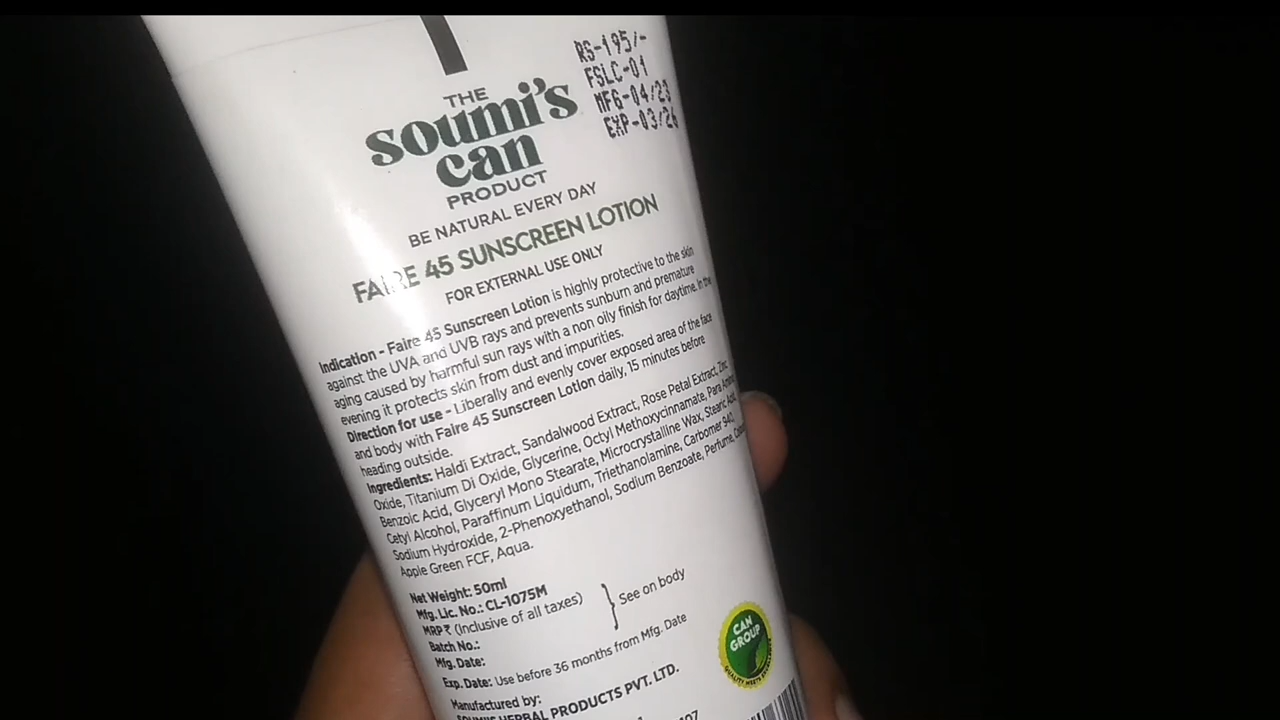 RS-195/-
FSLC-01
MFG-04/23
EXP-03/26
THE
soumi's
can
PRODUCT
BE NATURAL EVERY DAY
FAIRE 45 SUNSCREEN LOTION
FOR EXTERNAL USE ONLY
Indication - Faire 45 Sunscreen Lotion is highly protective to the skin
against the UVA and UVB rays and prevents sunburn and premature
aging caused by harmful sun rays with a non oily finish for daytime. In the
evening it protects skin from dust and impurities.
Direction for use - Liberally and evenly cover exposed area of the face
and body with Faire 45 Sunscreen Lotion daily, 15 minutes before
heading outside.
Ingredients: Haldi Extract, Sandalwood Extract, Rose Petal Extract, Zinc
Oxide, Titanium Di Oxide, Glycerine, Octyl Methoxycinnamate, Para Amino
Benzoic Acid, Glyceryl Mono Stearate, Microcrystalline Wax, Stearic Acid,
Cetyl Alcohol, Paraffinum Liquidum, Triethanolamine, Carbomer 940,
Sodium Hydroxide, 2-Phenoxyethanol, Sodium Benzoate, Perfume,
Apple Green FCF, Aqua.
Net Weight: 50ml
Mfg. Lic. No.: CL-1075M
MRP ₹ (Inclusive of all taxes)
Batch No.:
Mfg. Date:
} See on body
Exp. Date: Use before 36 months from Mfg. Date
Manufactured by:
SOUMI'S HERBAL PRODUCTS PVT. LTD.
107
CAN
GROUP
QUALITY MEETS